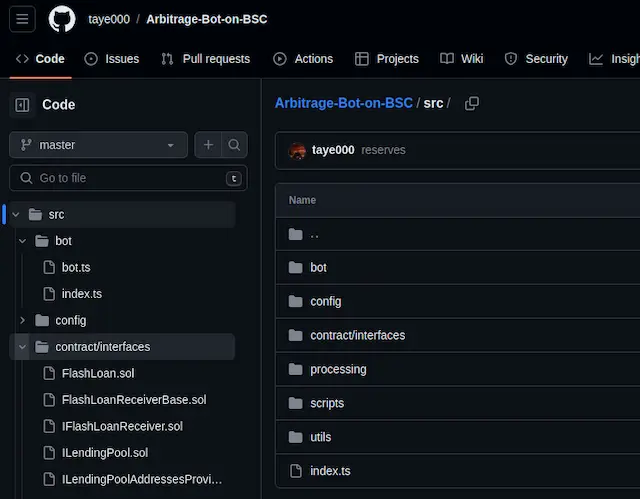 taye000 / Arbitrage-Bot-on-BSC
Code Issues Pull requests Actions Projects Wiki Security Insigh
Code
master
Go to file t
src
bot
bot.ts
index.ts
config
contract/interfaces
FlashLoan.sol
FlashLoanReceiverBase.sol
IFlashLoanReceiver.sol
ILendingPool.sol
ILendingPoolAddressesProvi...
Arbitrage-Bot-on-BSC / src /
taye000 reserves
Name
..
bot
config
contract/interfaces
processing
scripts
utils
index.ts